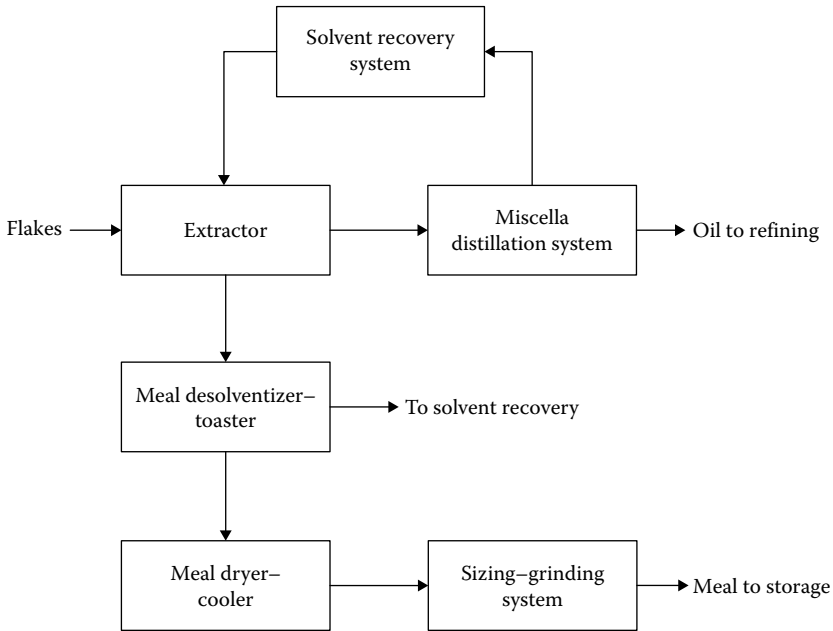 Solvent recovery
system
Flakes
Extractor
Miscella
distillation system
Oil to refining
Meal desolventizer–
toaster
To solvent recovery
Meal dryer–
cooler
Sizing–grinding
system
Meal to storage